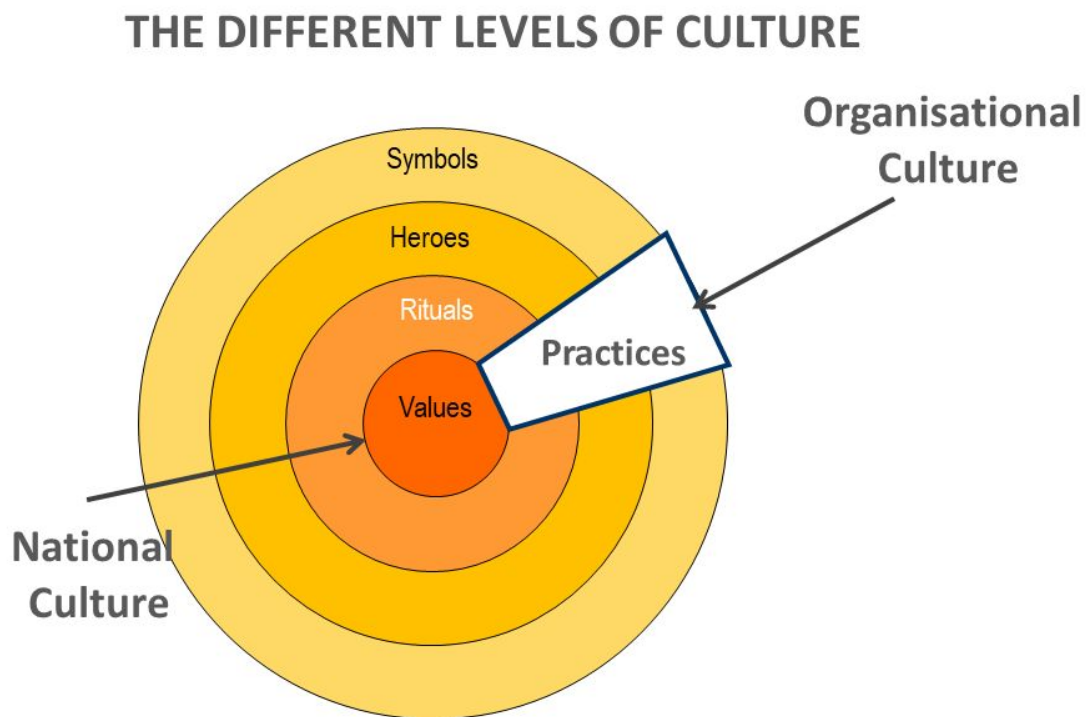 THE DIFFERENT LEVELS OF CULTURE
Organisational
Culture
Symbols
Heroes
Rituals
Practices
Values
National
Culture